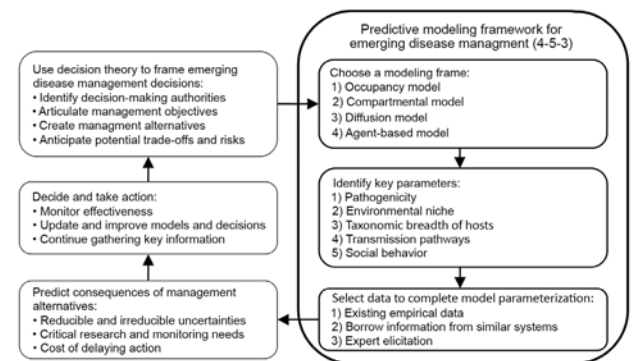 Predictive modeling framework for
emerging disease managment (4-5-3)
Use decision theory to frame emerging
disease management decisions:
• Identify decision-making authorities
• Articulate management objectives
• Create managment alternatives
• Anticipate potential trade-offs and risks
Choose a modeling frame:
1) Occupancy model
2) Compartmental model
3) Diffusion model
4) Agent-based model
Identify key parameters:
1) Pathogenicity
2) Environmental niche
3) Taxonomic breadth of hosts
4) Transmission pathways
5) Social behavior
Select data to complete model parameterization:
1) Existing empirical data
2) Borrow information from similar systems
3) Expert elicitation
Predict consequences of management
alternatives:
• Reducible and irreducible uncertainties
• Critical research and monitoring needs
• Cost of delaying action
Decide and take action:
• Monitor effectiveness
• Update and improve models and decisions
• Continue gathering key information